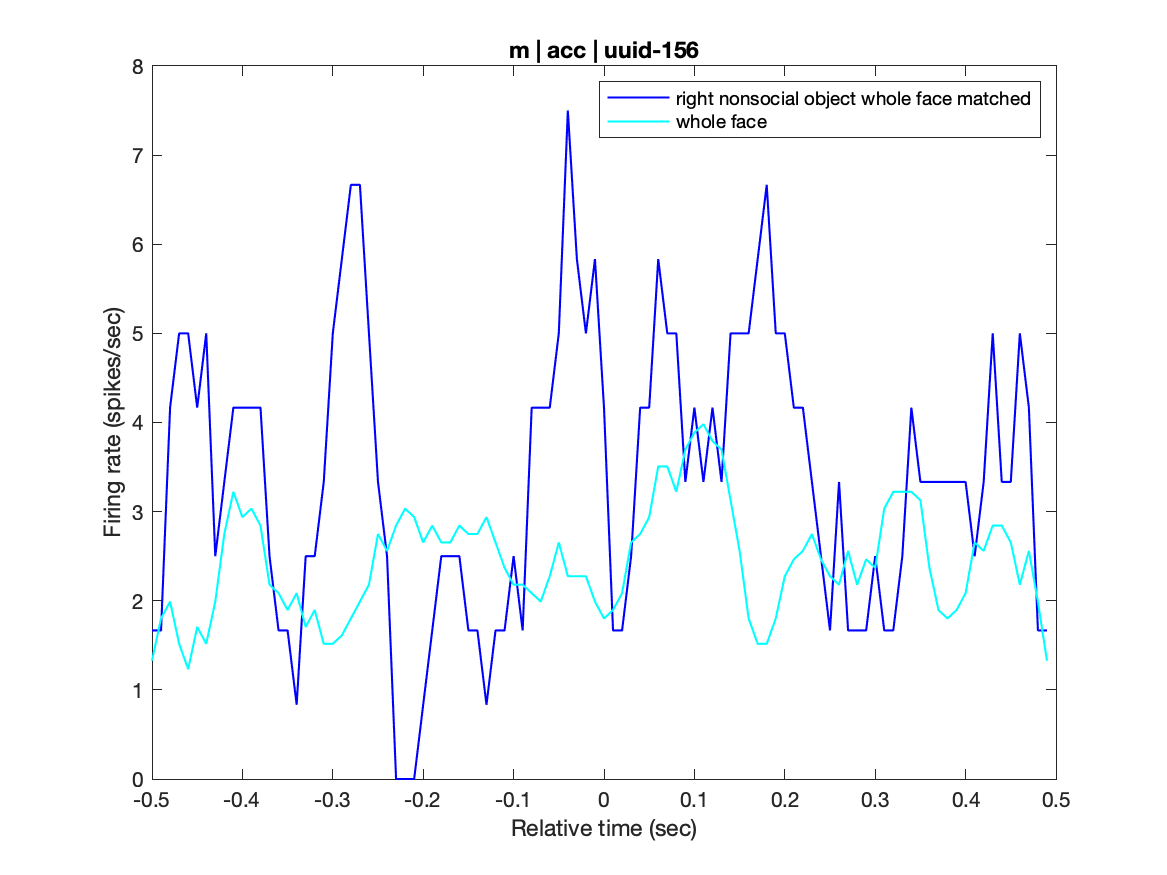 m | acc | uuid-156
right nonsocial object whole face matched
whole face
Firing rate (spikes/sec)
8
7
6
5
4
3
2
1
0
-0.5 -0.4 -0.3 -0.2 -0.1 0 0.1 0.2 0.3 0.4 0.5
Relative time (sec)